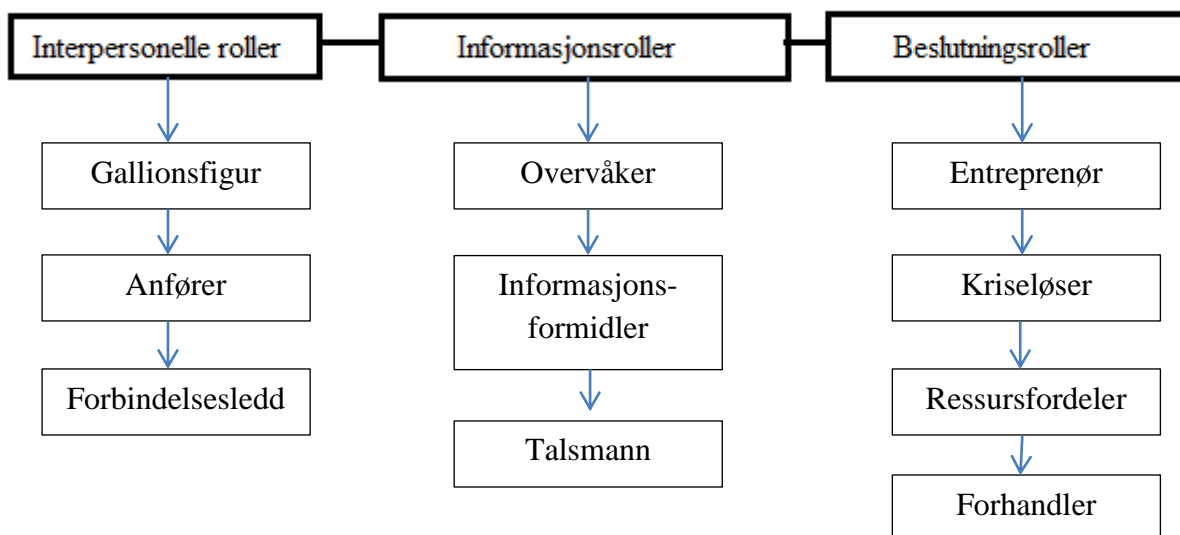 Interpersonelle roller
Informasjonsroller
Beslutningsroller
Gallionsfigur
Overvåker
Entreprenør
Anfører
Informasjons-
formidler
Kriseløser
Forbindelsesledd
Ressursfordeler
Talsmann
Forhandler